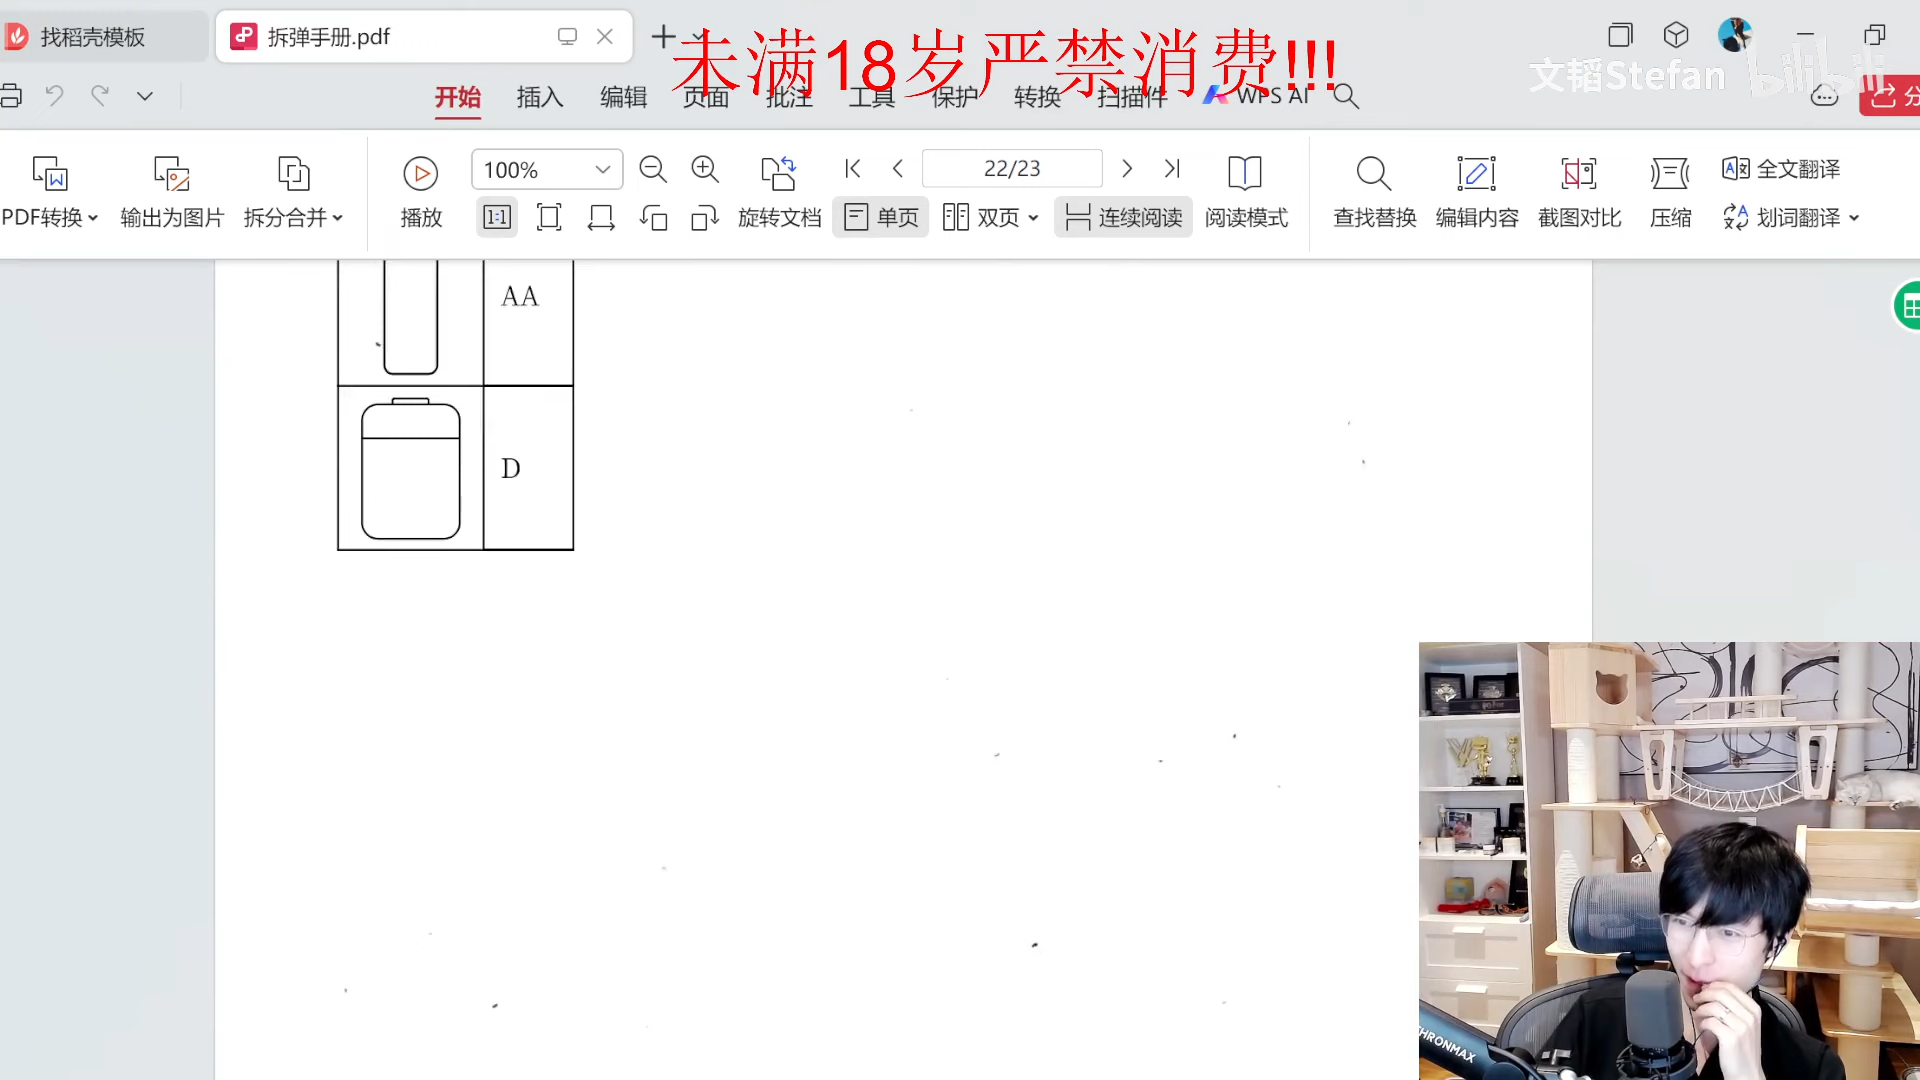 找稻壳模板
拆弹手册.pdf
未满18岁严禁消费!!!
文韬Stefan
bilibili
开始 插入 编辑 页面 批注 工具 保护 转换 扫描件 WPS AI
分
PDF转换 输出为图片 拆分合并 播放
100%
旋转文档
22/23
单页 双页 连续阅读 阅读模式
查找替换 编辑内容 截图对比 压缩
全文翻译
划词翻译
AA
D